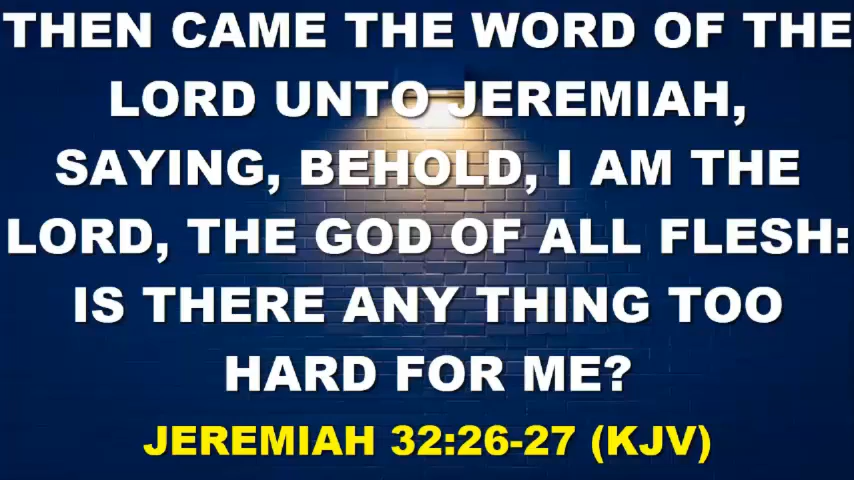 THEN CAME THE WORD OF THE
LORD UNTO JEREMIAH,
SAYING, BEHOLD, I AM THE
LORD, THE GOD OF ALL FLESH:
IS THERE ANY THING TOO
HARD FOR ME?
JEREMIAH 32:26-27 (KJV)